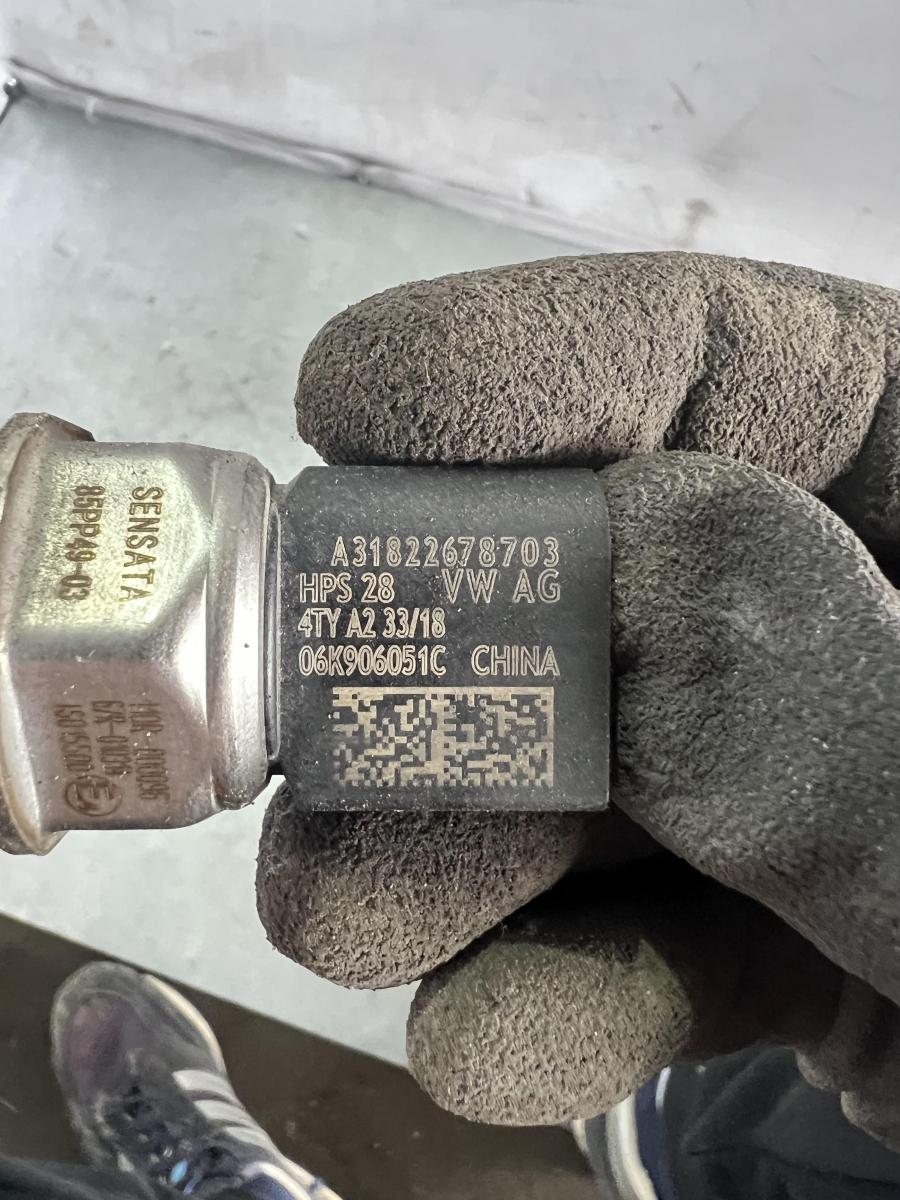 A31822678703
HPS 28 VW AG
4TY A2 33/18
06K906051C CHINA
SENSATA
85PP49-03